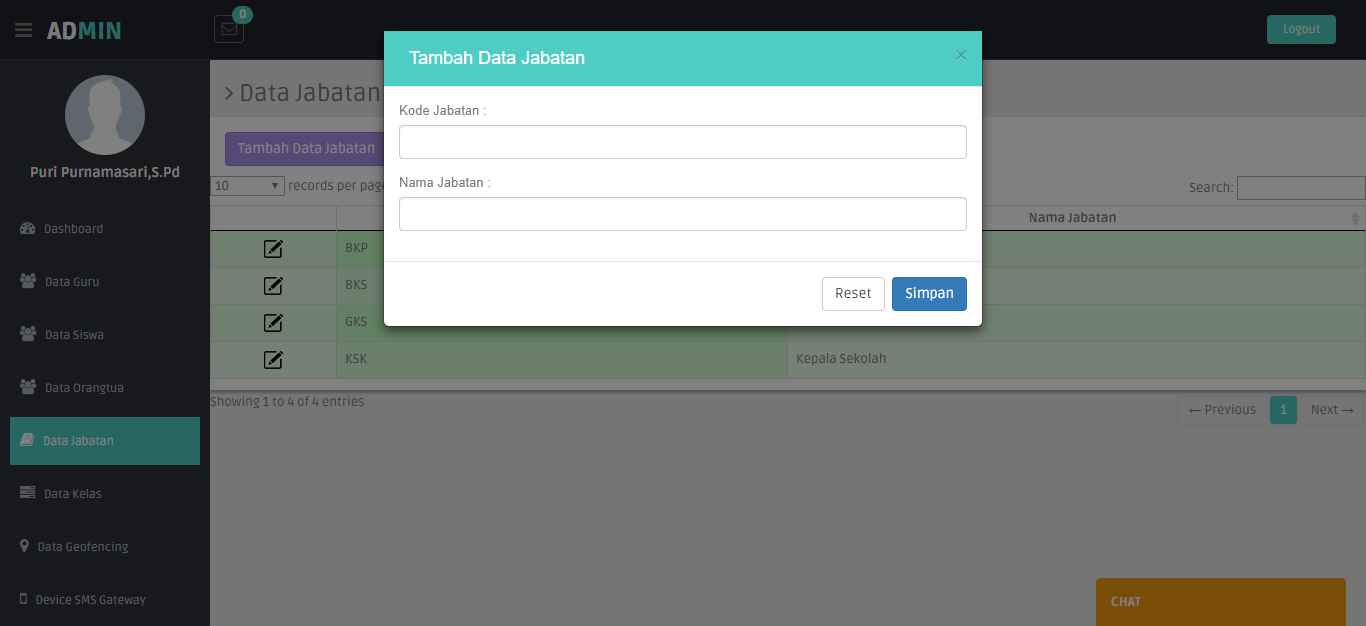 ADMIN
0
Logout
Tambah Data Jabatan
×
Kode Jabatan :
Nama Jabatan :
Reset
Simpan
Puri Purnamasari,S.Pd
Dashboard
Data Guru
Data Siswa
Data Orangtua
Data Jabatan
Data Kelas
Data Geofencing
Device SMS Gateway
> Data Jabatan
Tambah Data Jabatan
10 records per page
Search:
Nama Jabatan
BKP
BKS
GKS
KSK Kepala Sekolah
Showing 1 to 4 of 4 entries
← Previous 1 Next →
CHAT